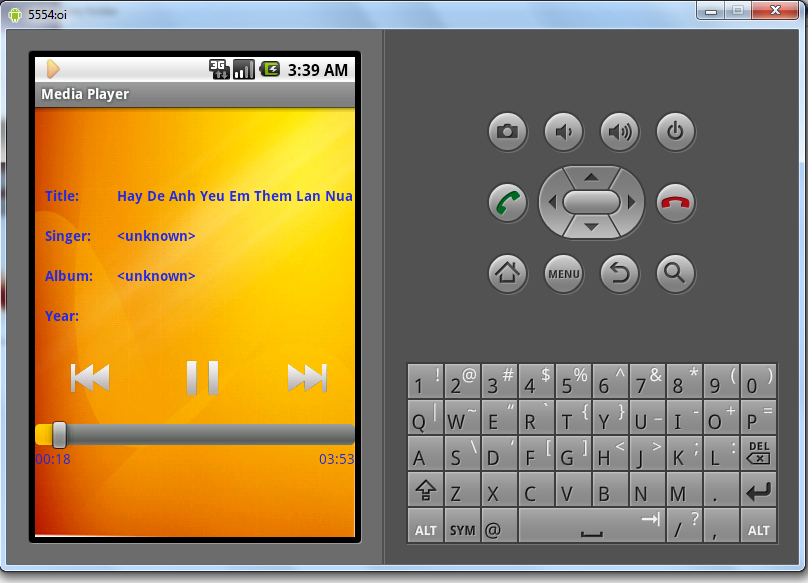 5554:oi
3G 3:39 AM
Media Player
Title: Hay De Anh Yeu Em Them Lan Nua
Singer: <unknown>
Album: <unknown>
Year:
00:18 03:53
MENU
1 ! 2 @ 3 # 4 $ 5 % 6 ^ 7 & 8 * 9 ( 0 )
Q | W ~ E “ R ` T { Y } U _ I - O + P =
A S \ D ‘ F [ G ] H < J > K ; L : DEL
Z X C V B N M .
ALT SYM @ / ? , ALT